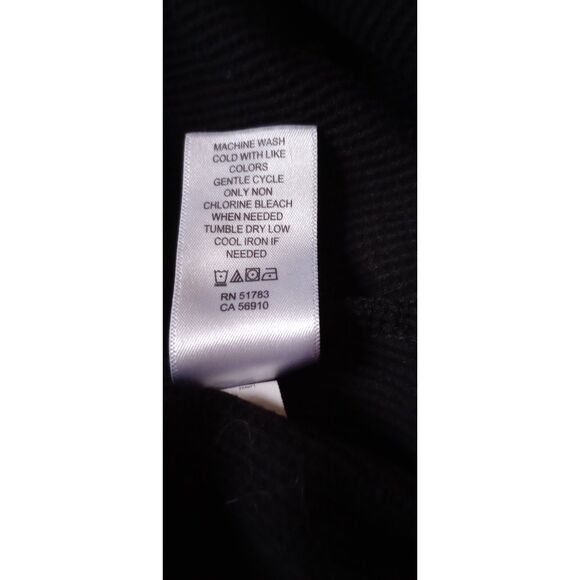 MACHINE WASH
COLD WITH LIKE
COLORS
GENTLE CYCLE
ONLY NON
CHLORINE BLEACH
WHEN NEEDED
TUMBLE DRY LOW
COOL IRON IF
NEEDED
RN 51783
CA 56910